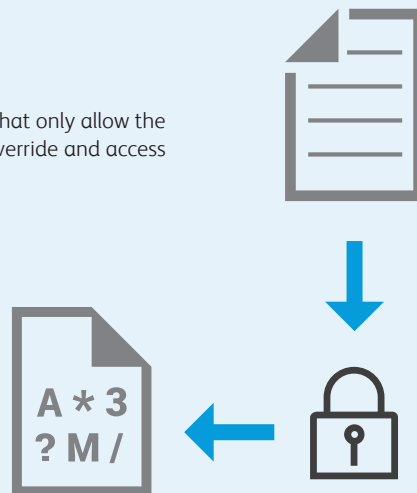 hat only allow the
verride and access
A * 3
? M /